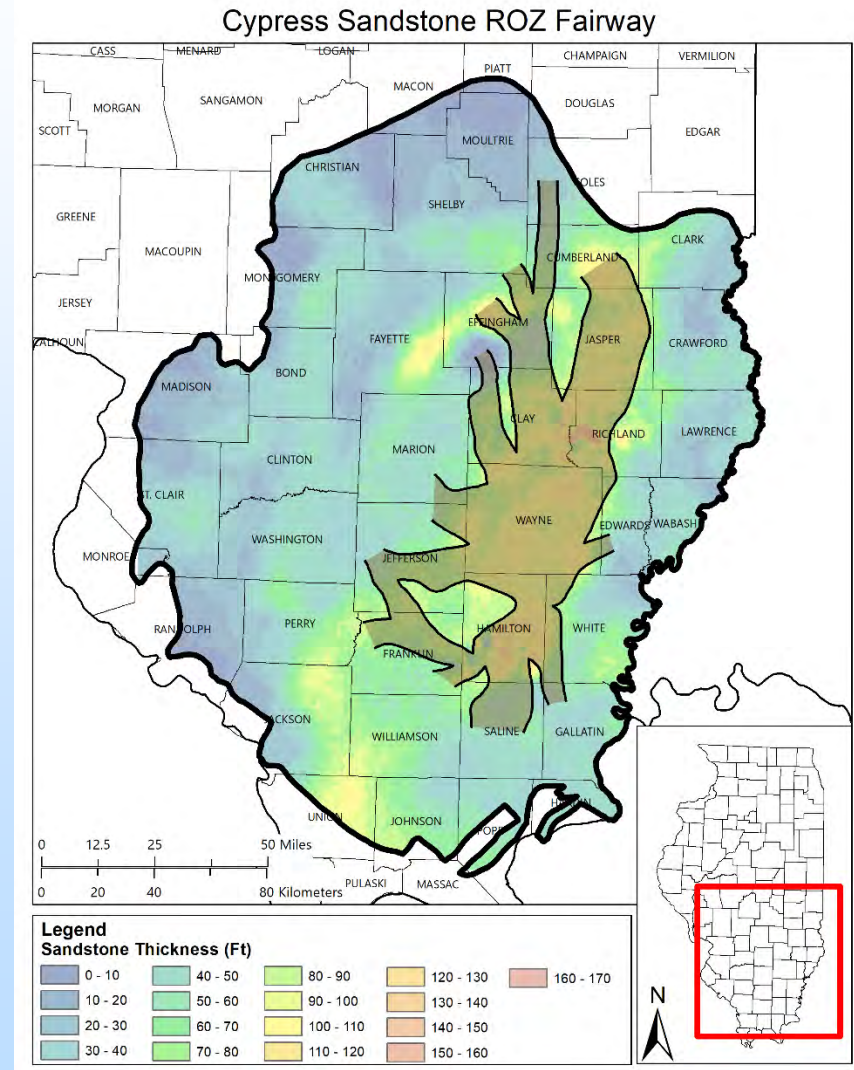 Cypress Sandstone ROZ Fairway
CASS
MENARD
LOGAN
PIATT
CHAMPAIGN
VERMILION
MACON
MORGAN
SANGAMON
DOUGLAS
SCOTT
EDGAR
MOULTRIE
CHRISTIAN
OLES
SHELBY
GREENE
CLARK
MACOUPIN
CUMBERLAND
MONTGOMERY
JERSEY
EFFINGHAM
FAYETTE
JASPER
CRAWFORD
ALHOUN
BOND
MADISON
CLAY
RICHLAND
LAWRENCE
MARION
CLINTON
ST. CLAIR
WAYNE
EDWARDS
WABASH
WASHINGTON
MONROE
JEFFERSON
RANDOLPH
PERRY
HAMILTON
WHITE
FRANKLIN
JACKSON
WILLIAMSON
SALINE
GALLATIN
UNION
JOHNSON
POPE
HARDIN
PULASKI
MASSAC
0 12.5 25 50 Miles
0 20 40 80 Kilometers
Legend
Sandstone Thickness (Ft)
0 - 10
10 - 20
20 - 30
30 - 40
40 - 50
50 - 60
60 - 70
70 - 80
80 - 90
90 - 100
100 - 110
110 - 120
120 - 130
130 - 140
140 - 150
150 - 160
160 - 170
N